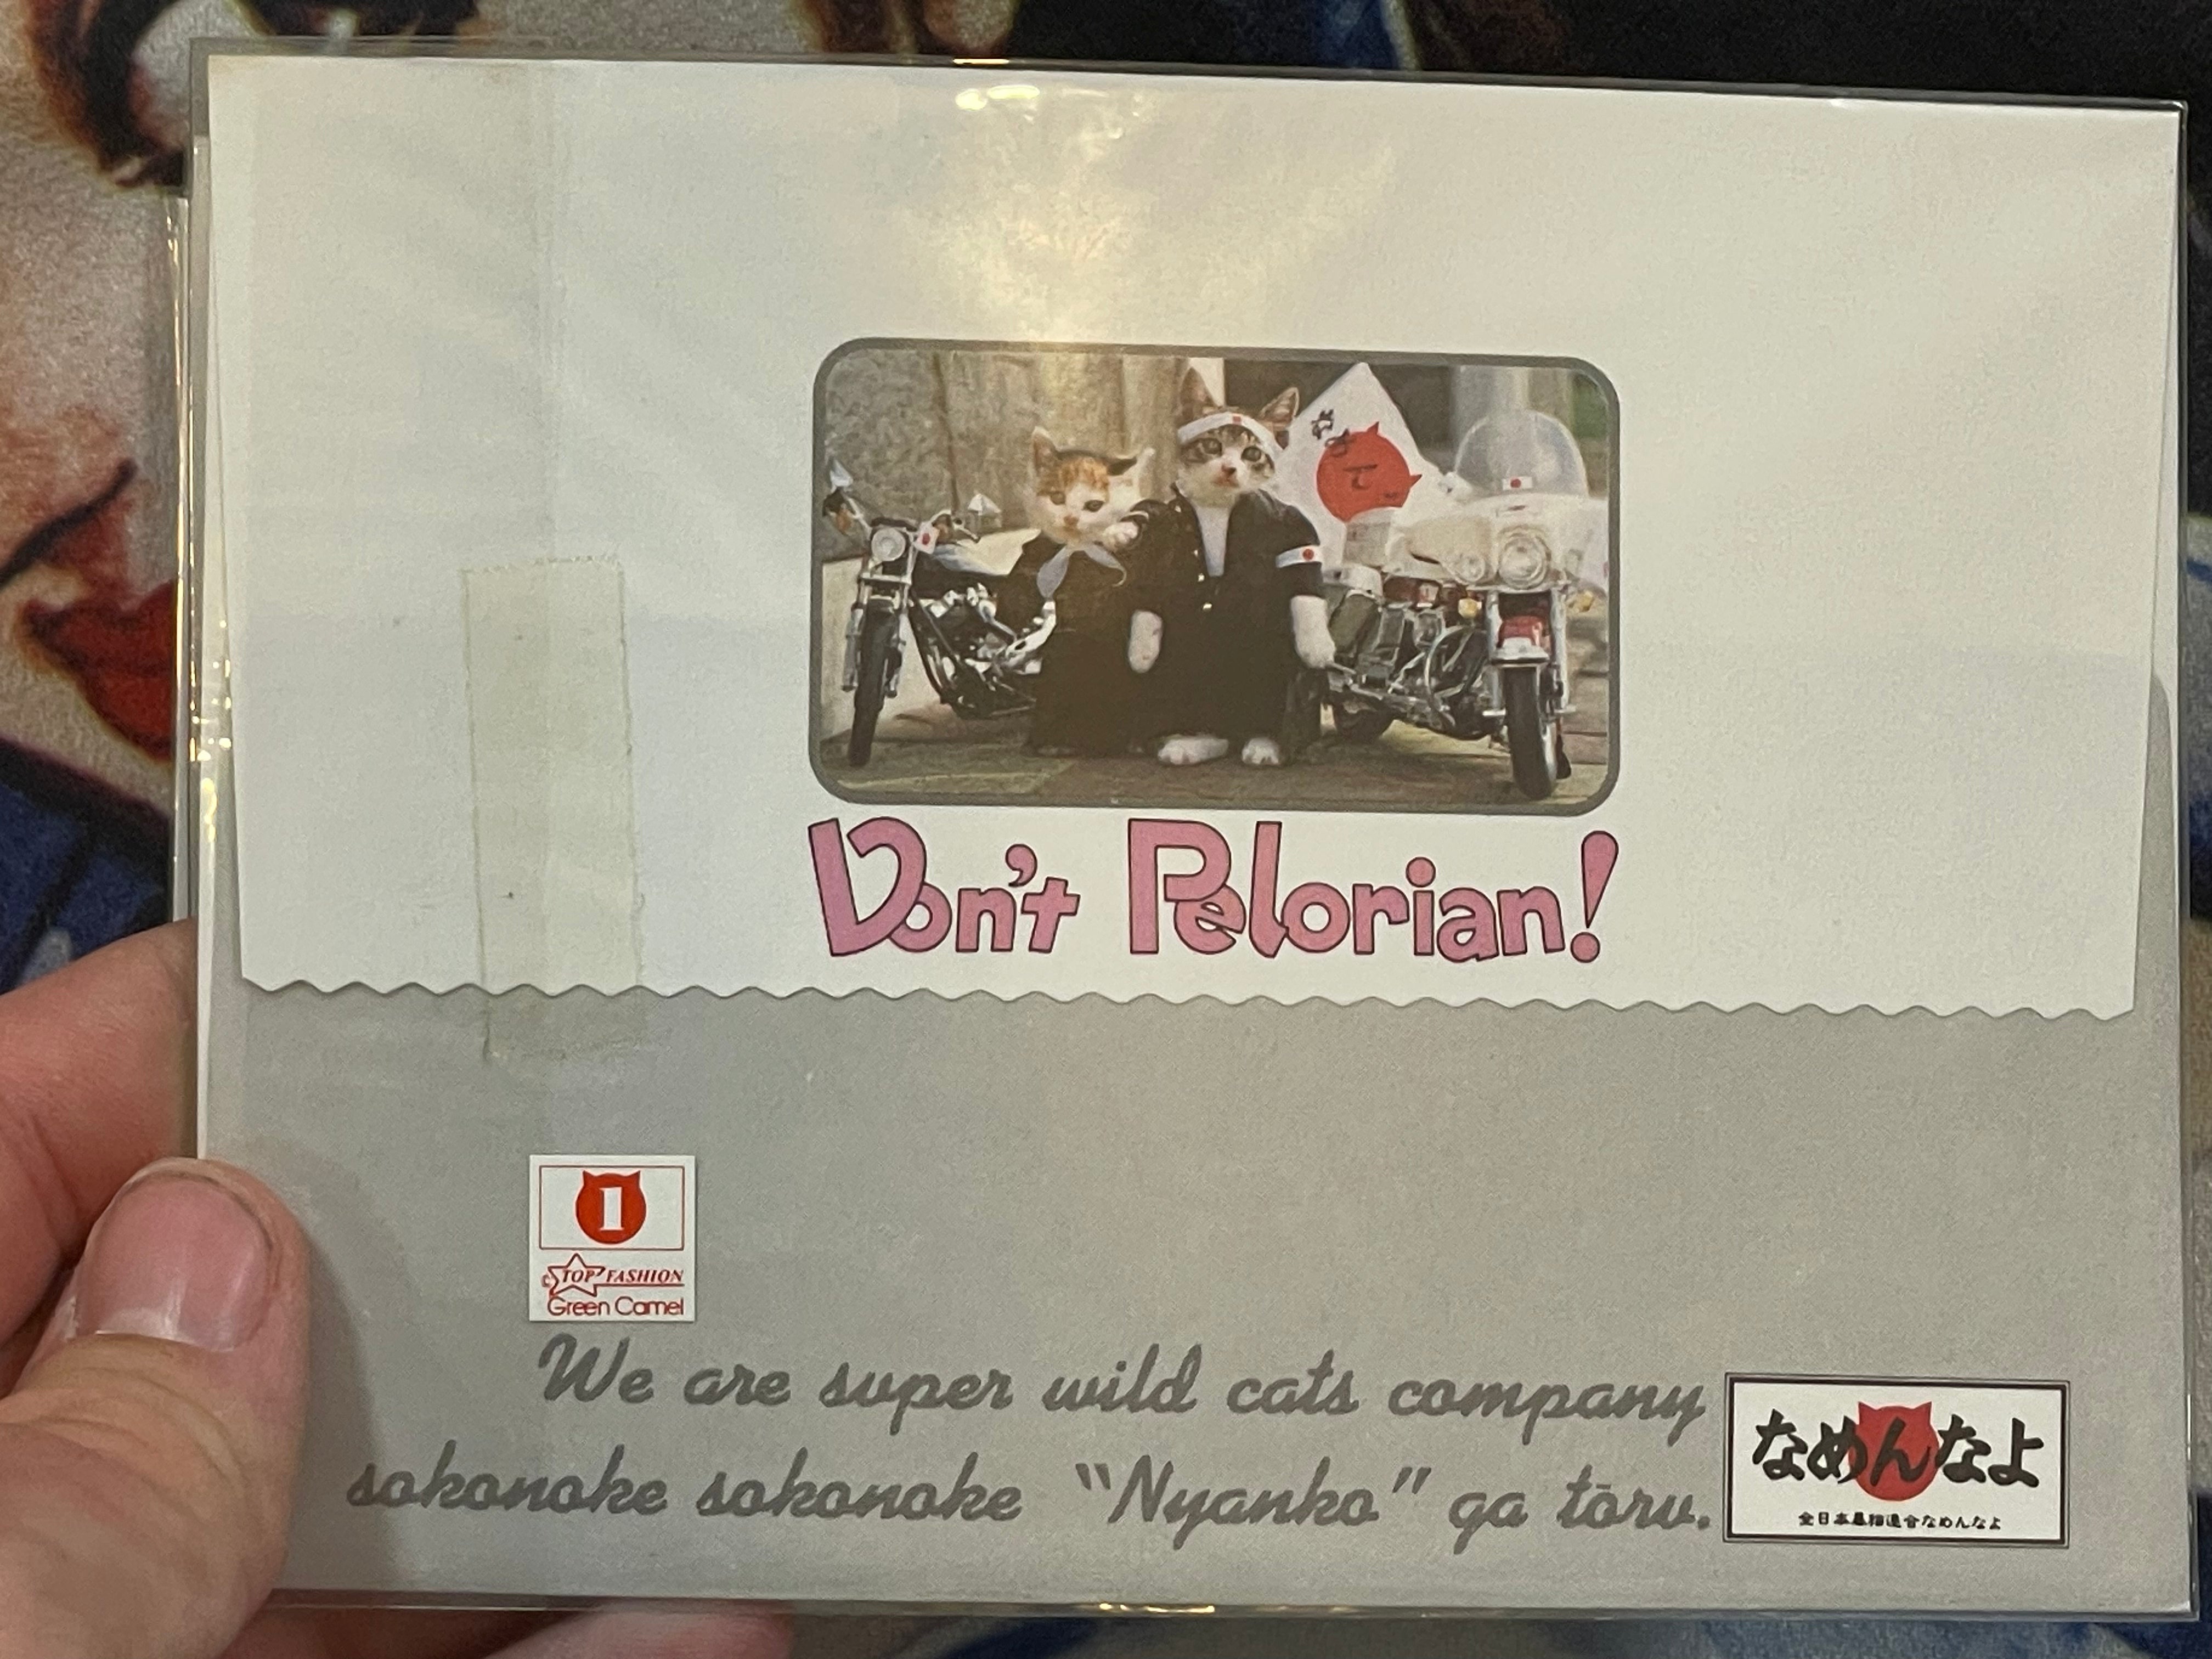 Don't Pelorian!
1
TOP FASHION
Green Camel
We are super wild cats company
sokonoke sokonoke "Nyanko" ga tōru.
なめんなよ
全日本暴猫連合なめんなよ